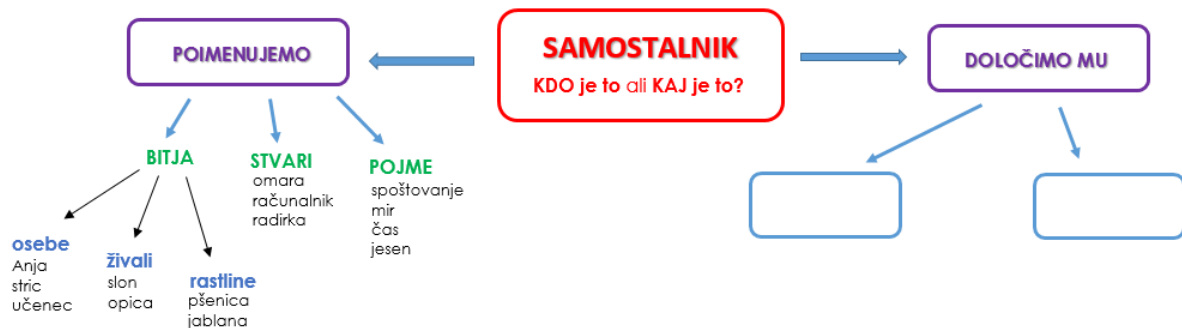 SAMOSTALNIK
KDO je to ali KAJ je to?
POIMENUJEMO
BITJA
osebe
Anja
stric
učenec
živali
slon
opica
rastline
pšenica
jablana
STVARI
omara
računalnik
radirka
POJME
spoštovanje
mir
čas
jesen
DOLOČIMO MU